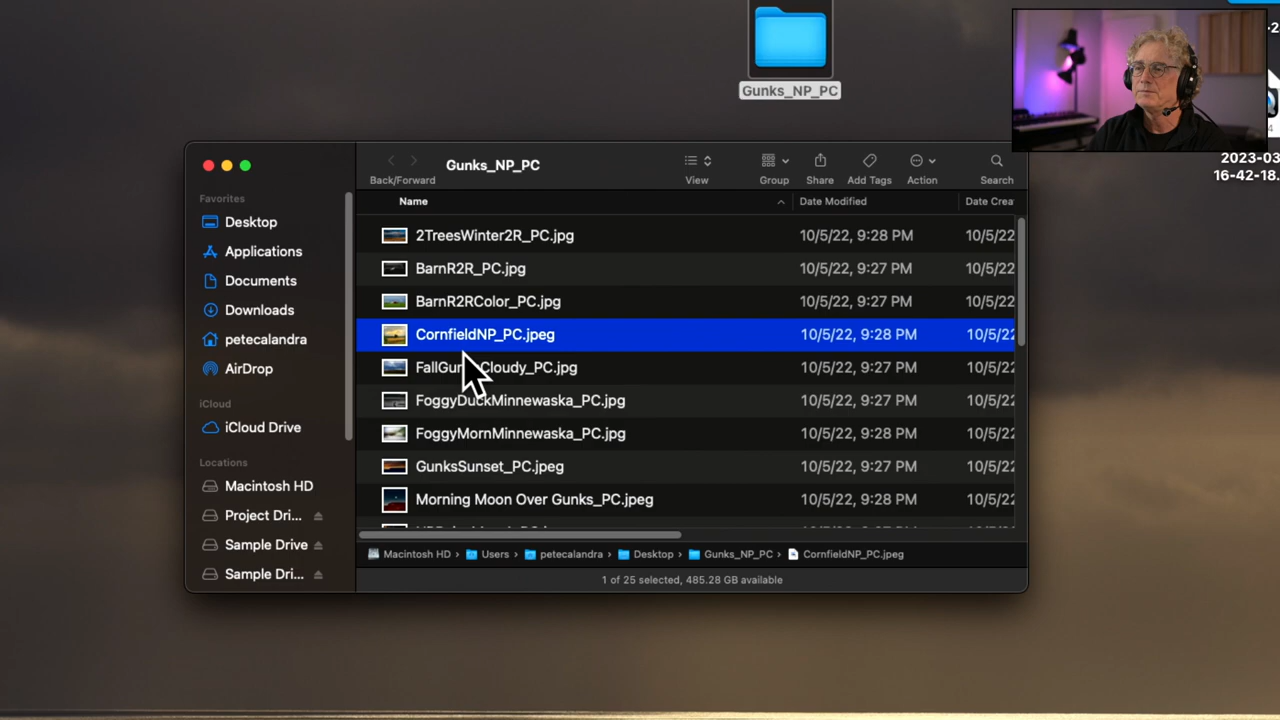 Gunks_NP_PC
2023-03
16-42-18.
Gunks_NP_PC
Back/Forward
View
Group
Share
Add Tags
Action
Search
Name
Date Modified
Date Crea
Favorites
Desktop
Applications
Documents
Downloads
petecalandra
AirDrop
iCloud
iCloud Drive
Locations
Macintosh HD
Project Dri...
Sample Drive
Sample Dri...
2TreesWinter2R_PC.jpg 10/5/22, 9:28 PM 10/5/22
BarnR2R_PC.jpg 10/5/22, 9:27 PM 10/5/22
BarnR2RColor_PC.jpg 10/5/22, 9:27 PM 10/5/22
CornfieldNP_PC.jpeg 10/5/22, 9:28 PM 10/5/22
Cloudy_PC.jpg 10/5/22, 9:27 PM 10/5/22
FoggyDuckMinnewaska_PC.jpg 10/5/22, 9:27 PM 10/5/22
FoggyMornMinnewaska_PC.jpg 10/5/22, 9:28 PM 10/5/22
GunksSunset_PC.jpeg 10/5/22, 9:27 PM 10/5/22
Morning Moon Over Gunks_PC.jpeg 10/5/22, 9:28 PM 10/5/22
Macintosh HD › Users › petecalandra › Desktop › Gunks_NP_PC › CornfieldNP_PC.jpeg
1 of 25 selected, 485.28 GB available